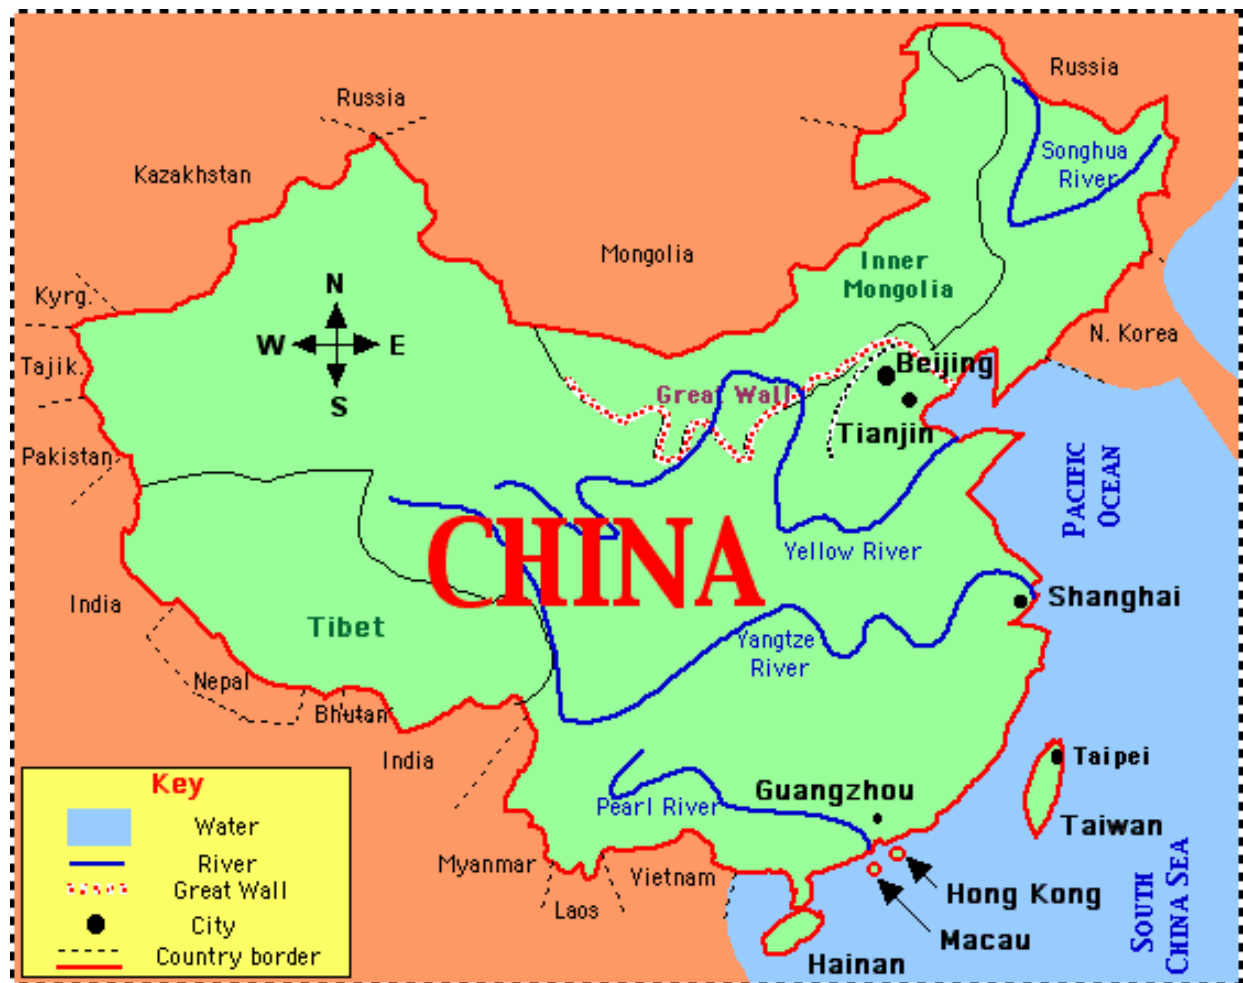 Russia
Russia
Kazakhstan
Songhua
River
Mongolia
Inner
Mongolia
N
W E
S
Kyrg.
Tajik.
N. Korea
Beijing
Great Wall
Tianjin
Pakistan
PACIFIC
OCEAN
CHINA
Yellow River
India
Tibet
Shanghai
Yangtze
River
Nepal
Bhutan
India
Taipei
Key
Guangzhou
Pearl River
Taiwan
Water
River
Great Wall
City
Country border
Myanmar
Vietnam
Laos
Hong Kong
Macau
Hainan
SOUTH
CHINA SEA